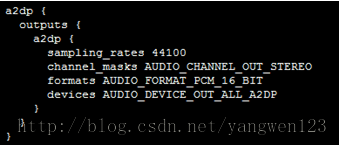 a2dp {
  outputs {
    a2dp {
      sampling_rates 44100
      channel_masks AUDIO_CHANNEL_OUT_STEREO
      formats AUDIO_FORMAT_PCM_16_BIT
      devices AUDIO_DEVICE_OUT_ALL_A2DP
    }
  }
http://blog.csdn.net/yangwen123
}